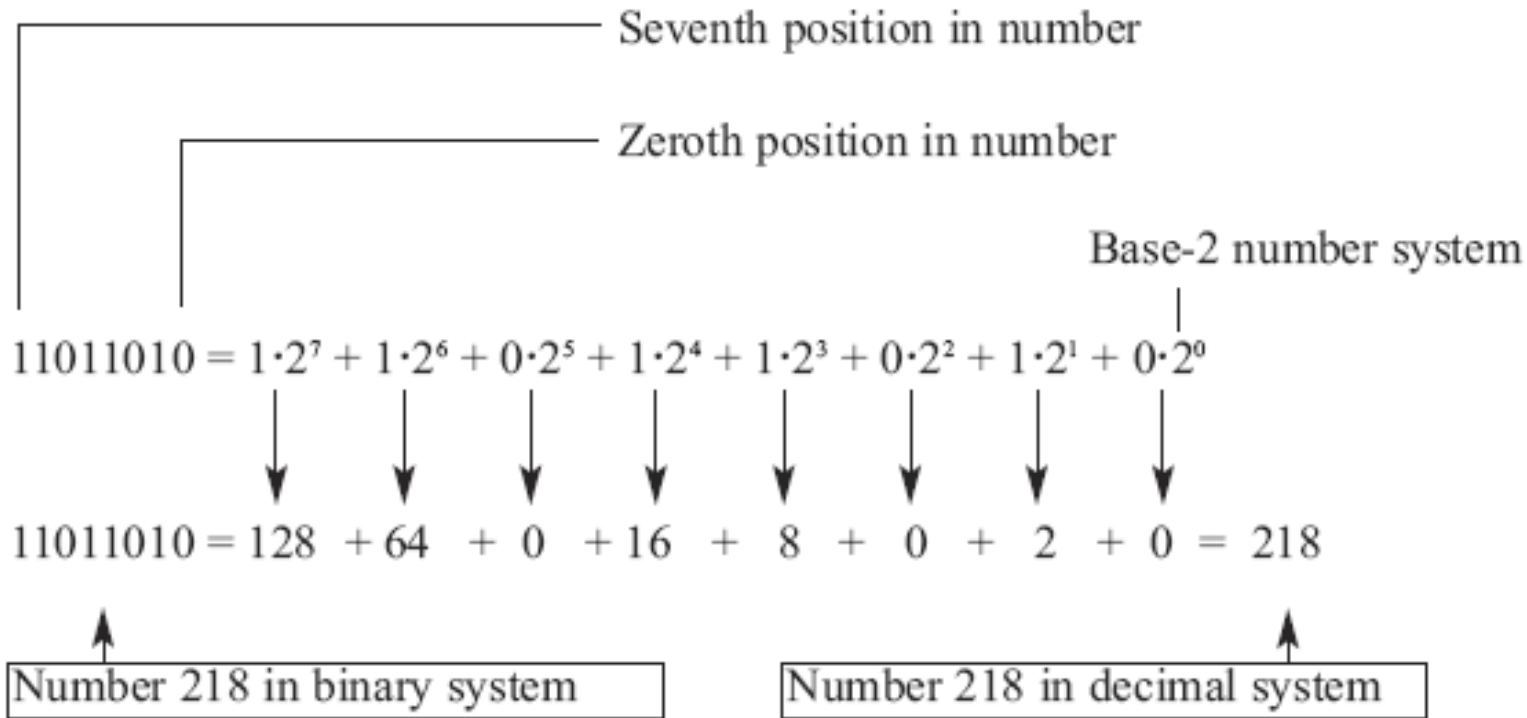 Seventh position in number
Zeroth position in number
Base-2 number system
11011010 = 1·2⁷ + 1·2⁶ + 0·2⁵ + 1·2⁴ + 1·2³ + 0·2² + 1·2¹ + 0·2⁰
11011010 = 128 + 64 + 0 + 16 + 8 + 0 + 2 + 0 = 218
Number 218 in binary system
Number 218 in decimal system